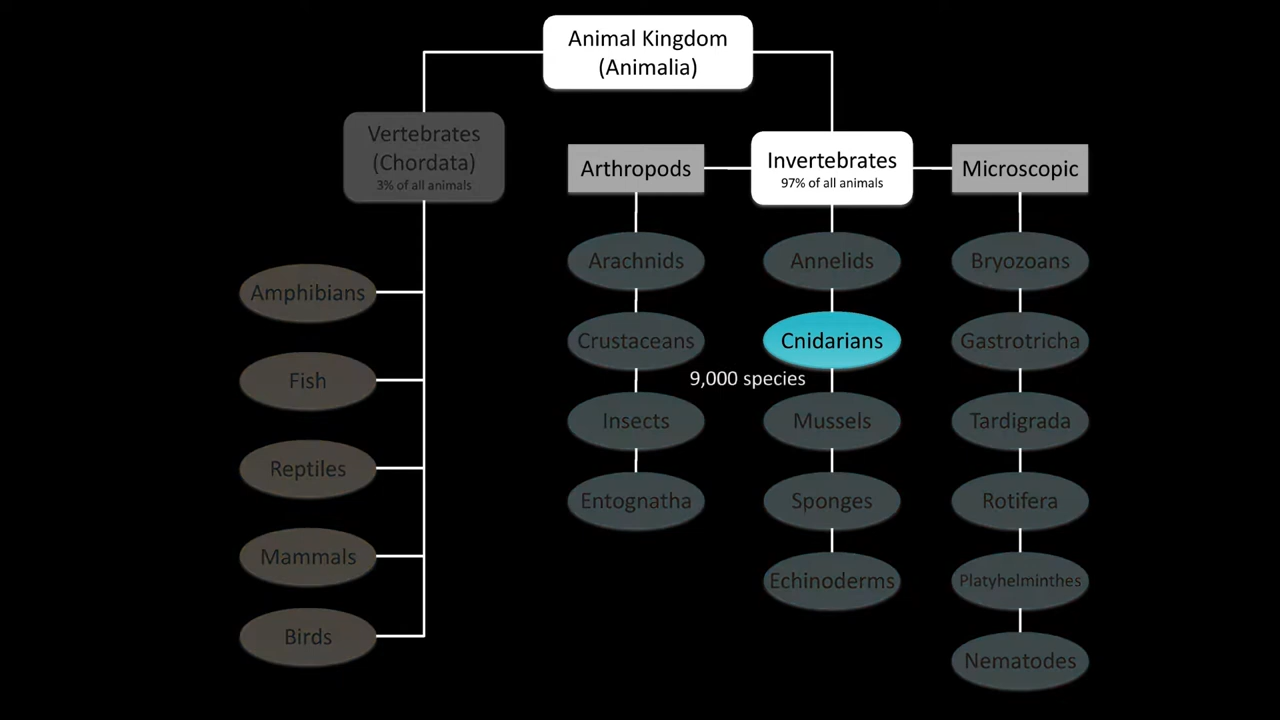 Animal Kingdom
(Animalia)
Vertebrates
(Chordata)
3% of all animals
Amphibians
Fish
Reptiles
Mammals
Birds
Invertebrates
97% of all animals
Arthropods
Arachnids
Crustaceans
Insects
Entognatha
Annelids
Cnidarians
9,000 species
Mussels
Sponges
Echinoderms
Microscopic
Bryozoans
Gastrotricha
Tardigrada
Rotifera
Platyhelminthes
Nematodes